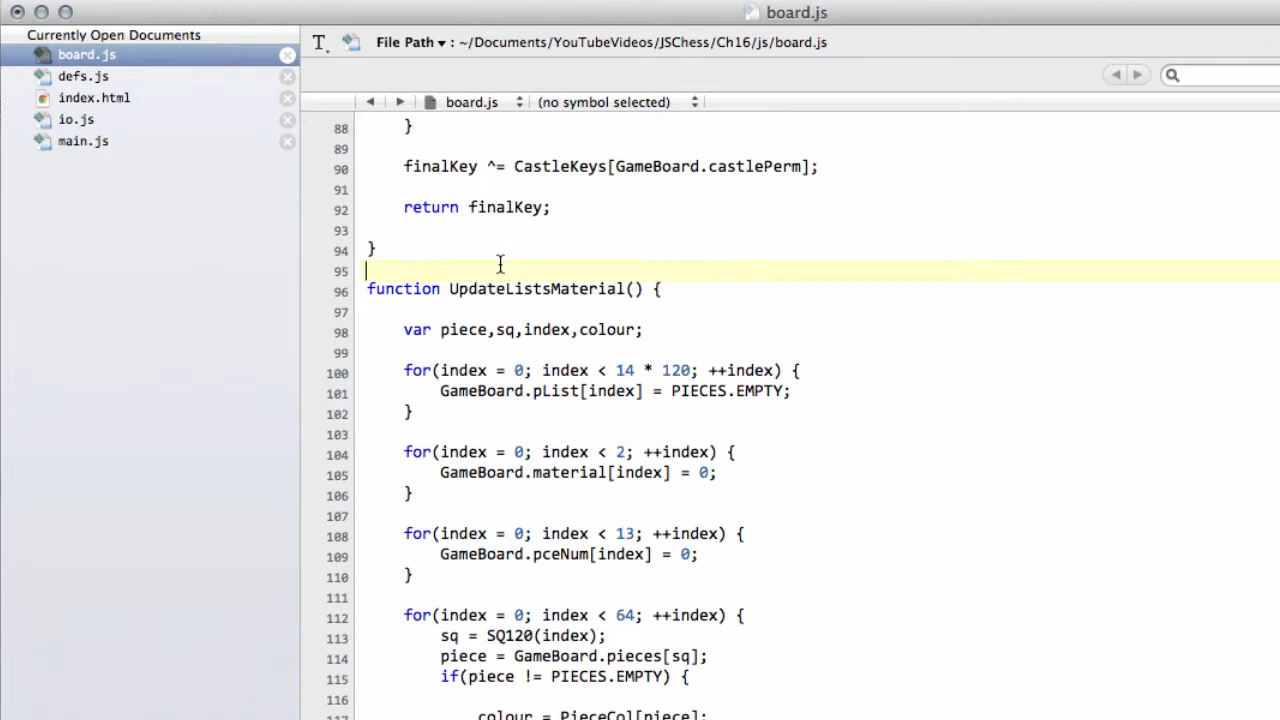 board.js
Currently Open Documents
board.js
defs.js
index.html
io.js
main.js
T
File Path ▾ : ~/Documents/YouTubeVideos/JSChess/Ch16/js/board.js
board.js
(no symbol selected)
88 }
89
90 finalKey ^= CastleKeys[GameBoard.castlePerm];
91
92 return finalKey;
93
94 }
95
96 function UpdateListsMaterial() {
97
98 var piece,sq,index,colour;
99
100 for(index = 0; index < 14 * 120; ++index) {
101 GameBoard.pList[index] = PIECES.EMPTY;
102 }
103
104 for(index = 0; index < 2; ++index) {
105 GameBoard.material[index] = 0;
106 }
107
108 for(index = 0; index < 13; ++index) {
109 GameBoard.pceNum[index] = 0;
110 }
111
112 for(index = 0; index < 64; ++index) {
113 sq = SQ120(index);
114 piece = GameBoard.pieces[sq];
115 if(piece != PIECES.EMPTY) {
116
117 colour = PieceCol[piece];